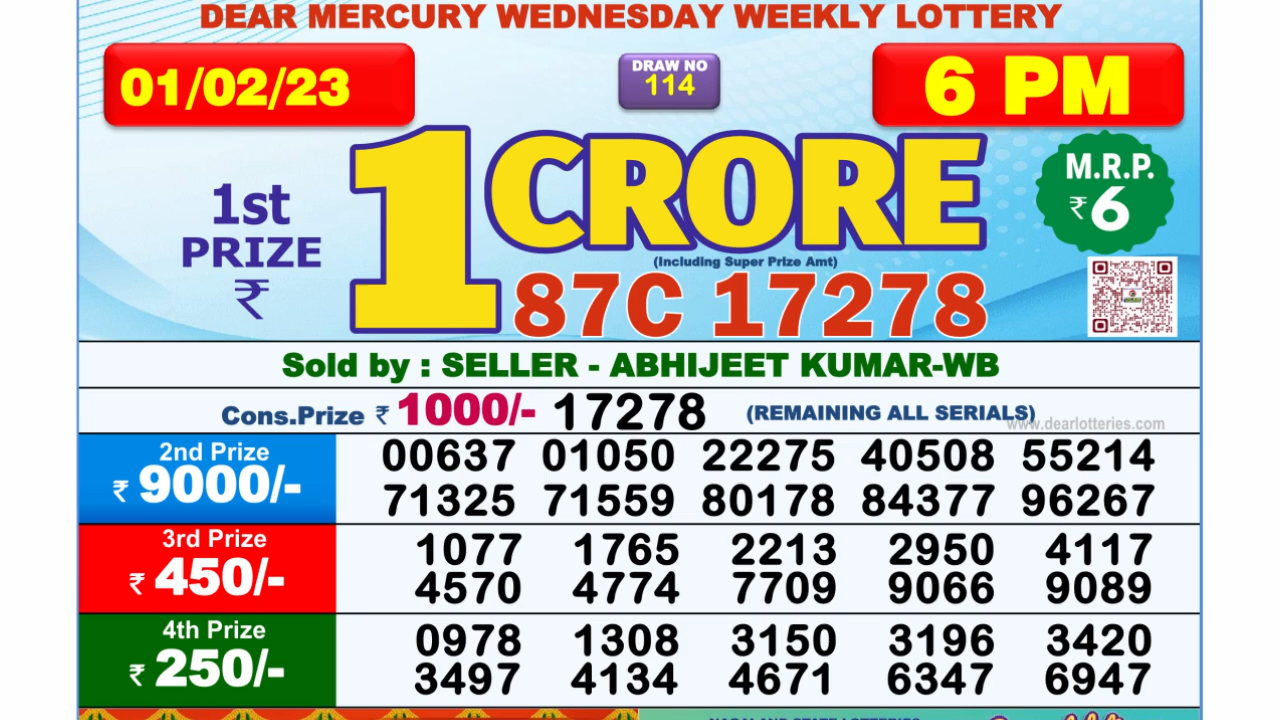 DEAR MERCURY WEDNESDAY WEEKLY LOTTERY
01/02/23
DRAW NO
114
6 PM
1st
PRIZE
₹
1 CRORE
(Including Super Prize Amt)
87C 17278
M.R.P.
₹6
Sold by : SELLER - ABHIJEET KUMAR-WB
Cons.Prize ₹ 1000/- 17278 (REMAINING ALL SERIALS)
www.dearlotteries.com
2nd Prize
₹ 9000/-
00637 01050 22275 40508 55214
71325 71559 80178 84377 96267
3rd Prize
₹ 450/-
1077 1765 2213 2950 4117
4570 4774 7709 9066 9089
4th Prize
₹ 250/-
0978 1308 3150 3196 3420
3497 4134 4671 6347 6947